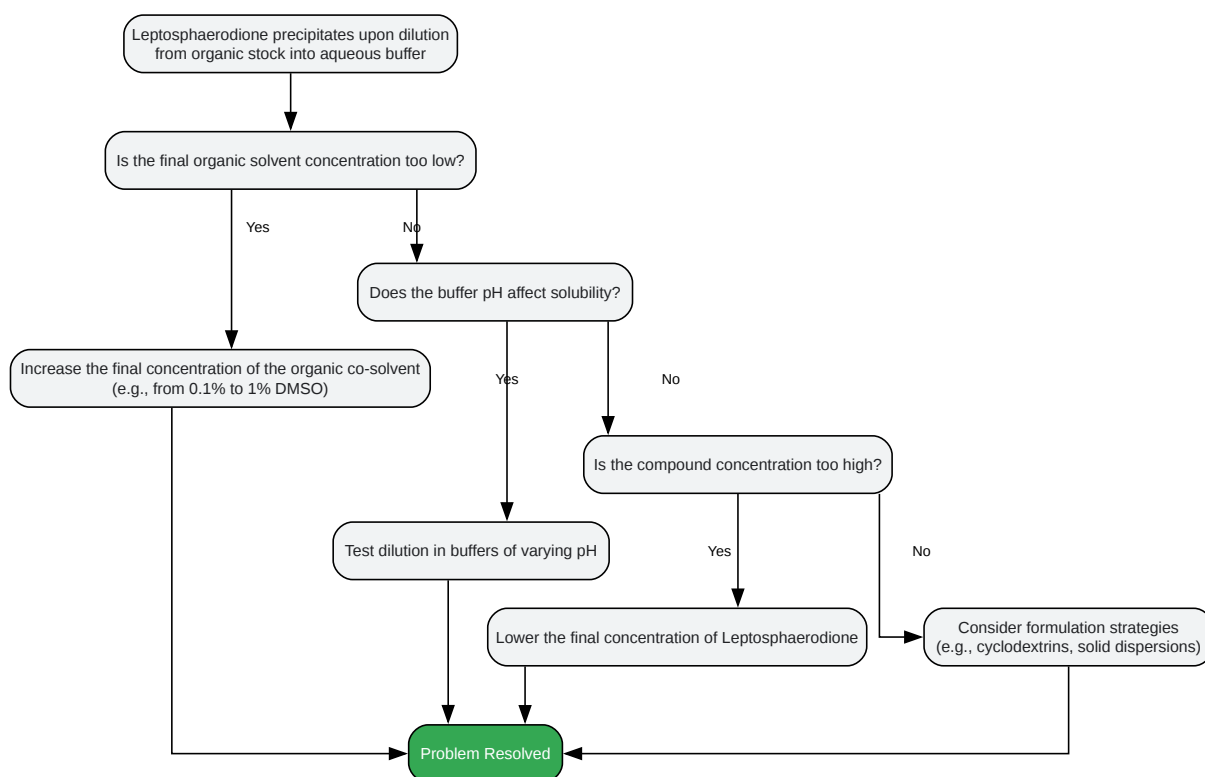 Leptosphaerodione precipitates upon dilution
from organic stock into aqueous buffer
Is the final organic solvent concentration too low?
Yes
No
Does the buffer pH affect solubility?
Increase the final concentration of the organic co-solvent
(e.g., from 0.1% to 1% DMSO)
Yes
No
Is the compound concentration too high?
Test dilution in buffers of varying pH
Yes
No
Lower the final concentration of Leptosphaerodione
Consider formulation strategies
(e.g., cyclodextrins, solid dispersions)
Problem Resolved